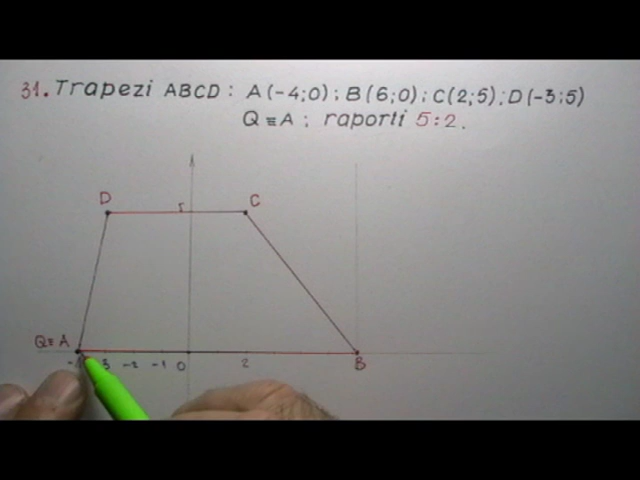 31. Trapezi ABCD : A(-4;0) ; B(6;0) ; C(2;5) ; D(-3;5)
Q ≡ A ; raporti 5:2.
D
5
C
Q≡A
-3 -2 -1 0 2 B